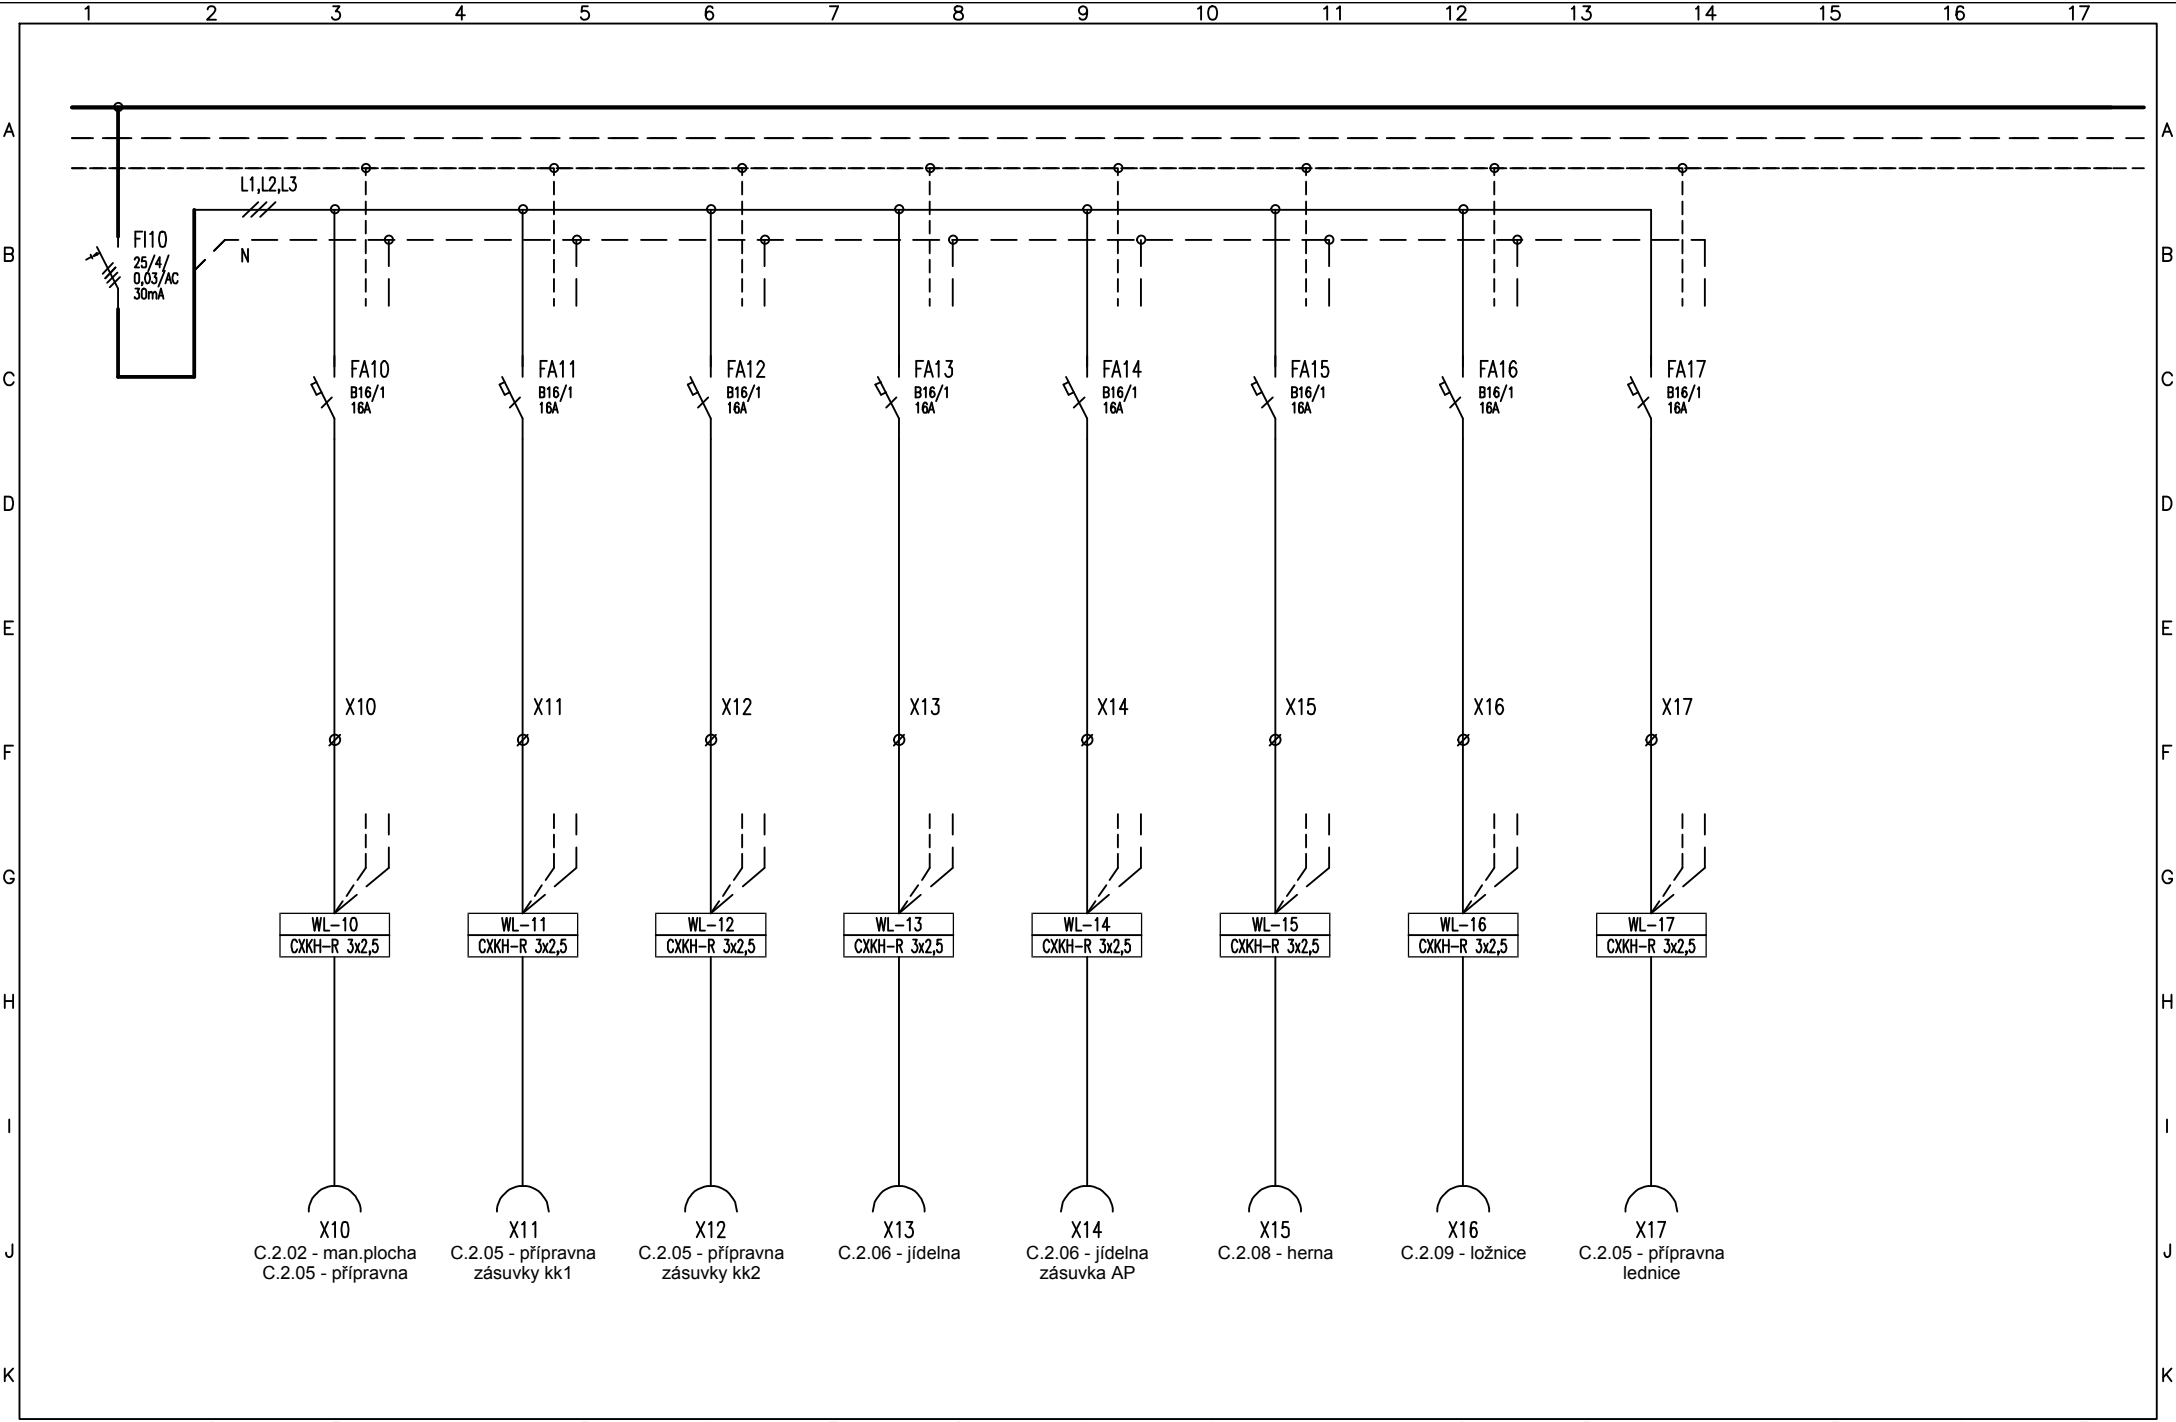 1 2 3 4 5 6 7 8 9 10 11 12 13 14 15 16 17
A A
L1,L2,L3
FI10
25/4/
0,03/AC
30mA
N
B B
FA10 FA11 FA12 FA13 FA14 FA15 FA16 FA17
B16/1 B16/1 B16/1 B16/1 B16/1 B16/1 B16/1 B16/1
16A 16A 16A 16A 16A 16A 16A 16A
C C
D D
E E
X10 X11 X12 X13 X14 X15 X16 X17
F F
G G
WL-10 WL-11 WL-12 WL-13 WL-14 WL-15 WL-16 WL-17
CXKH-R 3x2,5 CXKH-R 3x2,5 CXKH-R 3x2,5 CXKH-R 3x2,5 CXKH-R 3x2,5 CXKH-R 3x2,5 CXKH-R 3x2,5 CXKH-R 3x2,5
H H
I I
X10
C.2.02 - man.plocha
C.2.05 - přípravna
X11
C.2.05 - přípravna
zásuvky kk1
X12
C.2.05 - přípravna
zásuvky kk2
X13
C.2.06 - jídelna
X14
C.2.06 - jídelna
zásuvka AP
X15
C.2.08 - herna
X16
C.2.09 - ložnice
X17
C.2.05 - přípravna
lednice
J J
K K